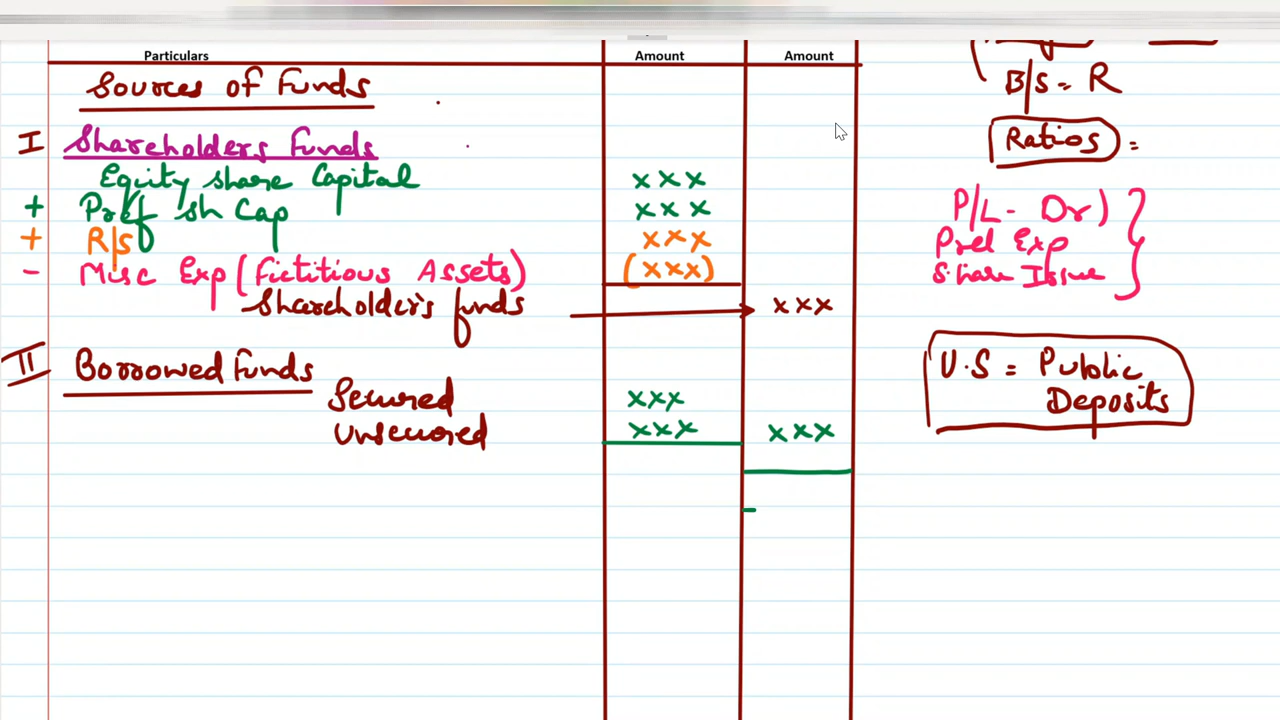 Particulars Amount Amount
Sources of Funds
I Shareholders Funds
Equity share Capital xxx
+ Pref sh Cap xxx
+ R/s xxx
- Misc Exp (Fictitious Assets) (xxx)
Shareholder's funds xxx
II Borrowed Funds
Secured xxx
Unsecured xxx xxx
B/S = R
Ratios =
P/L - Dr) }
Prel Exp
Share Issue
U.S = Public
Deposits